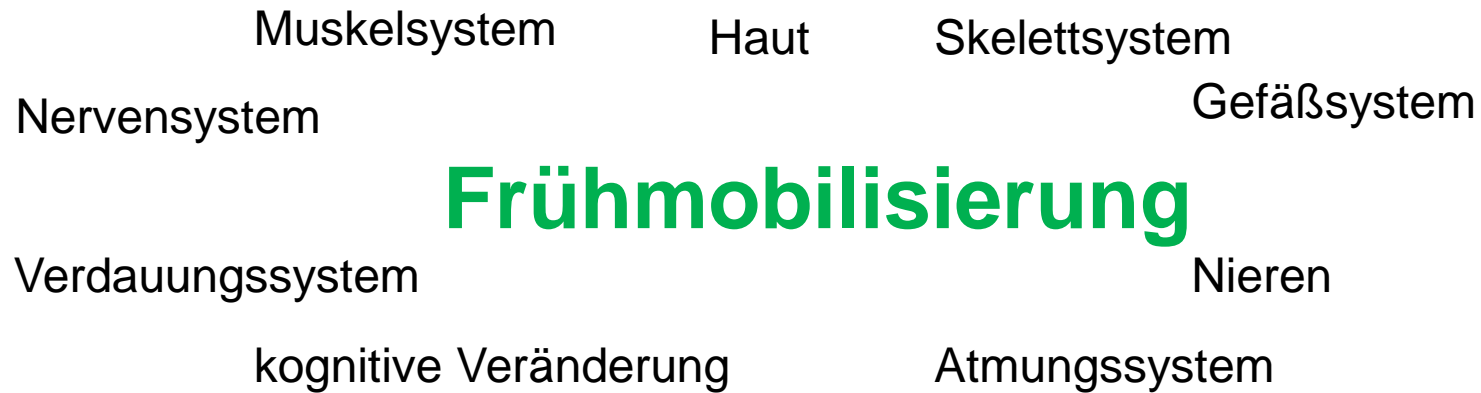 Muskelsystem
Haut
Skelettsystem
Nervensystem
Gefäßsystem
Frühmobilisierung
Verdauungssystem
Nieren
kognitive Veränderung
Atmungssystem